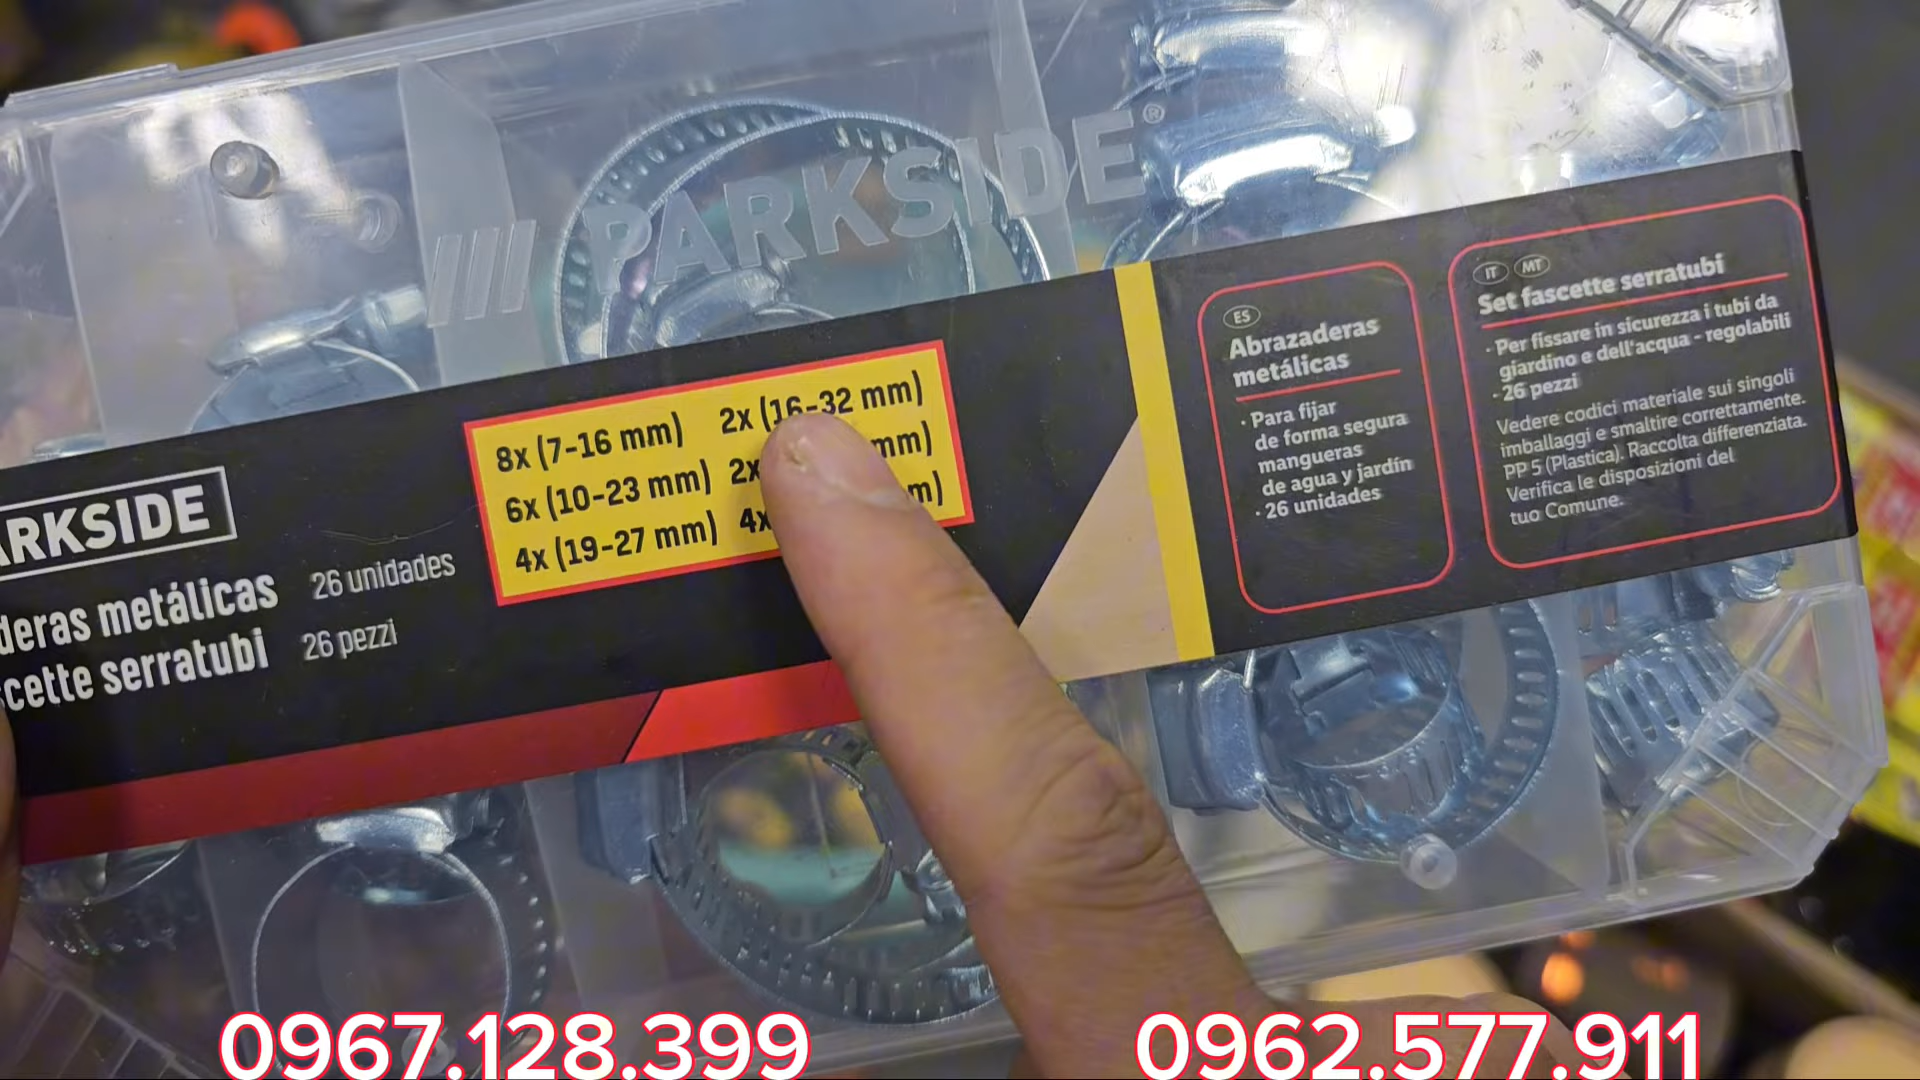 PARKSIDE®
8x (7-16 mm) 2x (16-32 mm)
6x (10-23 mm) 2x mm)
4x (19-27 mm) 4x m)
ARKSIDE
deras metálicas 26 unidades
cette serratubi 26 pezzi
ES
Abrazaderas
metálicas
· Para fijar
de forma segura
mangueras
de agua y jardín
· 26 unidades
IT MT
Set fascette serratubi
· Per fissare in sicurezza i tubi da
giardino e dell'acqua - regolabili
· 26 pezzi
Vedere codici materiale sui singoli
imballaggi e smaltire correttamente.
PP 5 (Plastica). Raccolta differenziata.
Verifica le disposizioni del
tuo Comune.
0967.128.399 0962.577.911